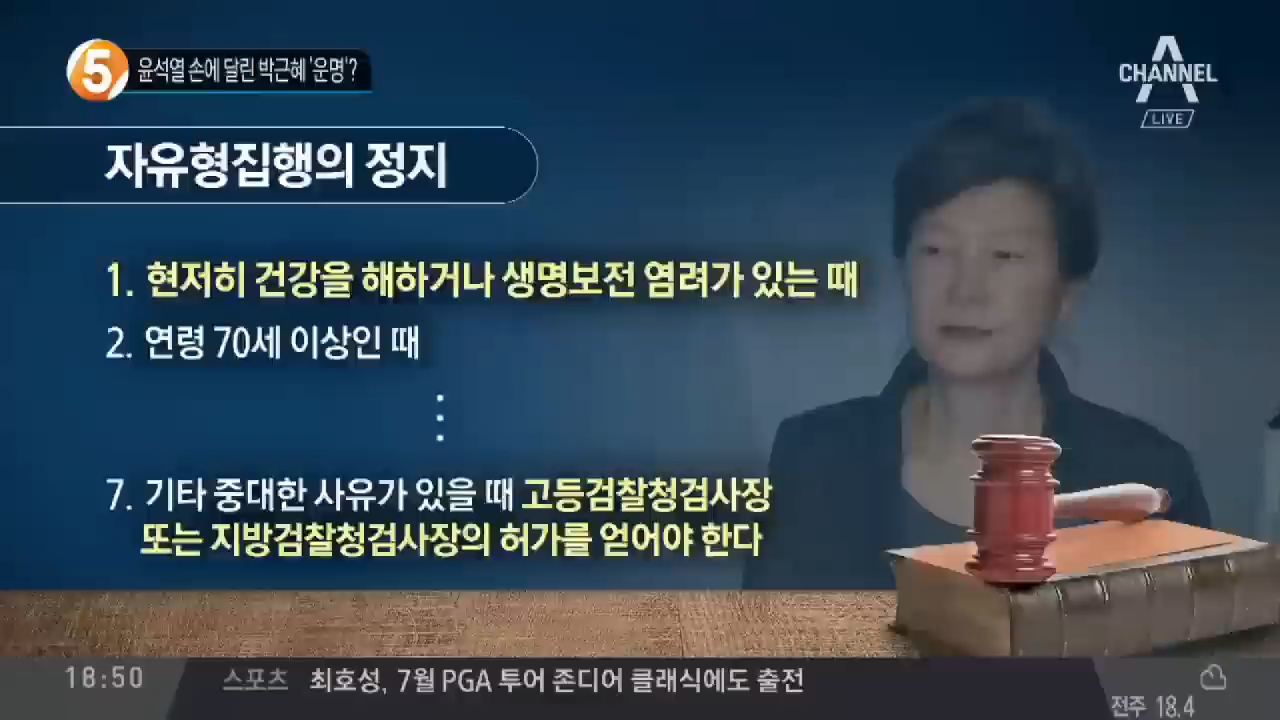 5 윤석열 손에 달린 박근혜 '운명'?
CHANNEL A
LIVE
자유형집행의 정지
1. 현저히 건강을 해하거나 생명보전 염려가 있는 때
2. 연령 70세 이상인 때
⋮
7. 기타 중대한 사유가 있을 때 고등검찰청검사장
또는 지방검찰청검사장의 허가를 얻어야 한다
18:50 스포츠 최호성, 7월 PGA 투어 존디어 클래식에도 출전
전주 18.4